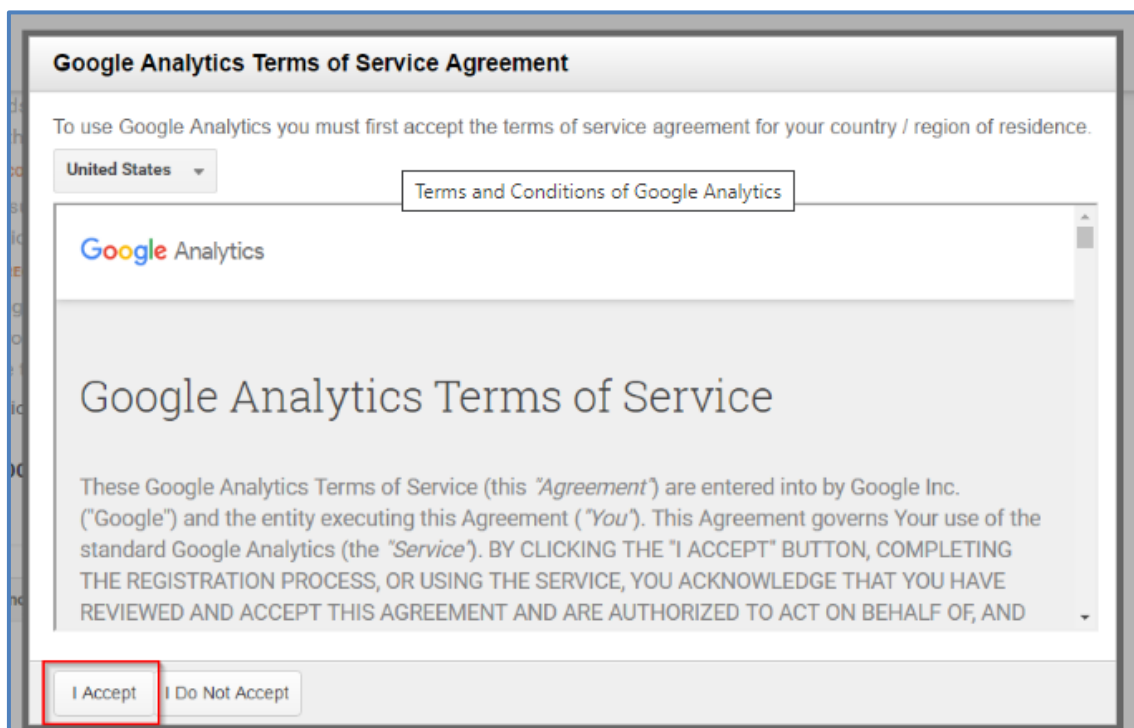 Google Analytics Terms of Service Agreement
To use Google Analytics you must first accept the terms of service agreement for your country / region of residence.
United States
Terms and Conditions of Google Analytics
Google Analytics
Google Analytics Terms of Service
These Google Analytics Terms of Service (this "Agreement") are entered into by Google Inc.
("Google") and the entity executing this Agreement ("You"). This Agreement governs Your use of the
standard Google Analytics (the "Service"). BY CLICKING THE "I ACCEPT" BUTTON, COMPLETING
THE REGISTRATION PROCESS, OR USING THE SERVICE, YOU ACKNOWLEDGE THAT YOU HAVE
REVIEWED AND ACCEPT THIS AGREEMENT AND ARE AUTHORIZED TO ACT ON BEHALF OF, AND
I Accept I Do Not Accept